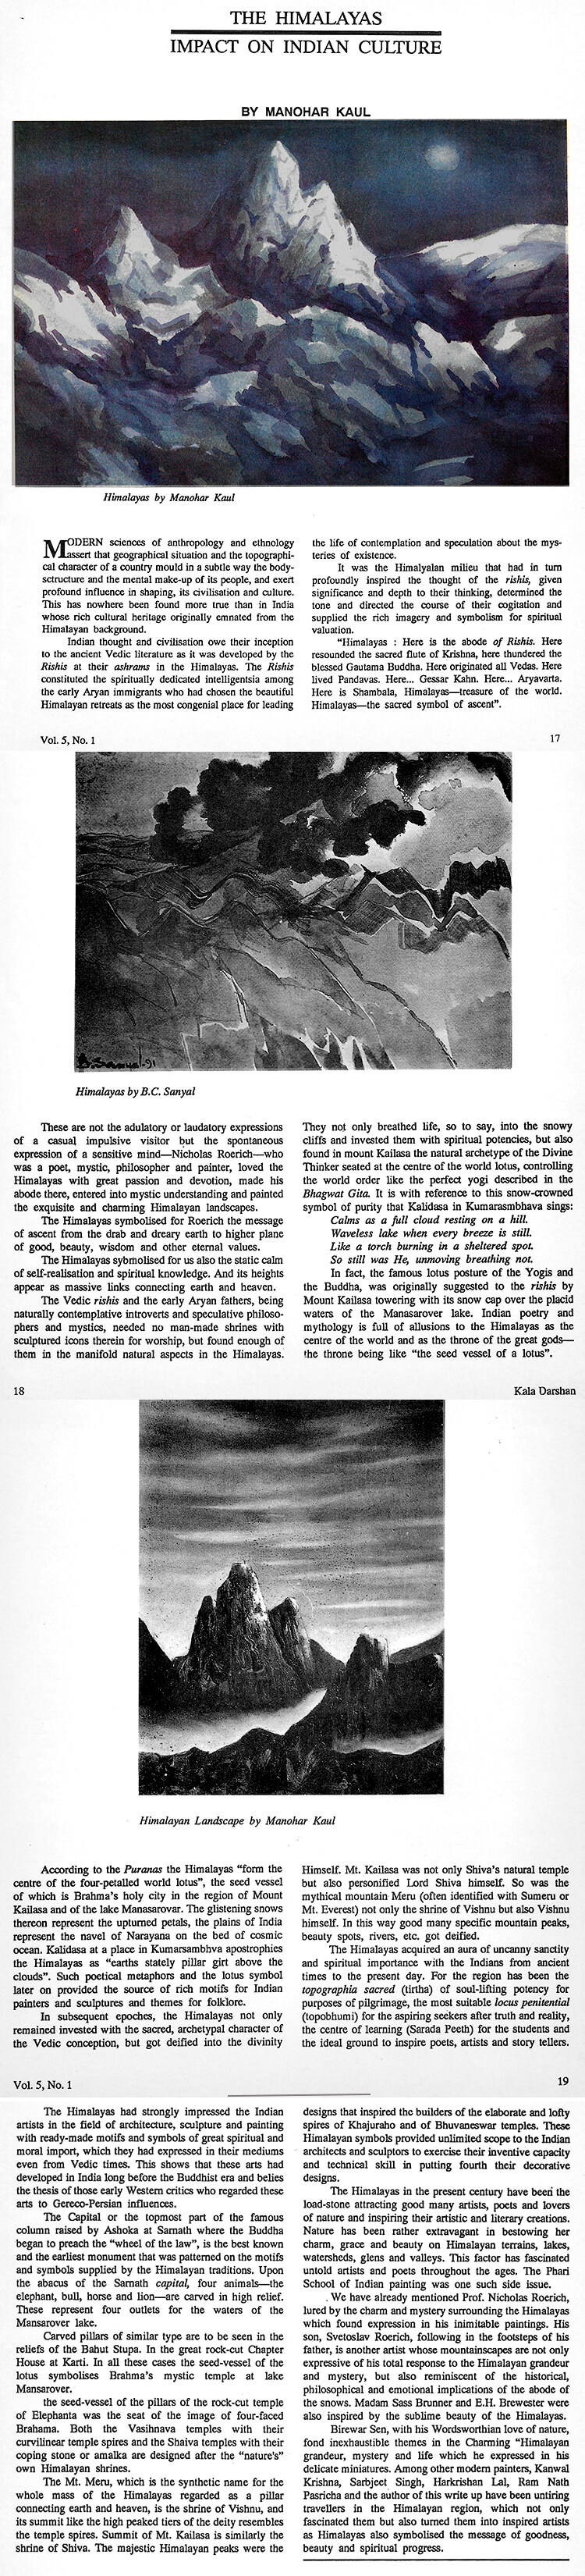 THE HIMALAYAS
IMPACT ON INDIAN CULTURE
BY MANOHAR KAUL
Himalayas by Manohar Kaul
MODERN sciences of anthropology and ethnology
assert that geographical situation and the topographi-
cal character of a country mould in a subtle way the body-
sctructure and the mental make-up of its people, and exert
profound influence in shaping, its civilisation and culture.
This has nowhere been found more true than in India
whose rich cultural heritage originally emnated from the
Himalayan background.
Indian thought and civilisation owe their inception
to the ancient Vedic literature as it was developed by the
Rishis at their ashrams in the Himalayas. The Rishis
constituted the spiritually dedicated intelligentsia among
the early Aryan immigrants who had chosen the beautiful
Himalayan retreats as the most congenial place for leading
the life of contemplation and speculation about the mys-
teries of existence.
It was the Himalyalan milieu that had in turn
profoundly inspired the thought of the rishis, given
significance and depth to their thinking, determined the
tone and directed the course of their cogitation and
supplied the rich imagery and symbolism for spiritual
valuation.
"Himalayas : Here is the abode of Rishis. Here
resounded the sacred flute of Krishna, here thundered the
blessed Gautama Buddha. Here originated all Vedas. Here
lived Pandavas. Here... Gessar Kahn. Here... Aryavarta.
Here is Shambala, Himalayas—treasure of the world.
Himalayas—the sacred symbol of ascent".
Vol. 5, No. 1
17
B.Sanyal-91
Himalayas by B.C. Sanyal
These are not the adulatory or laudatory expressions
of a casual impulsive visitor but the spontaneous
expression of a sensitive mind—Nicholas Roerich—who
was a poet, mystic, philosopher and painter, loved the
Himalayas with great passion and devotion, made his
abode there, entered into mystic understanding and painted
the exquisite and charming Himalayan landscapes.
The Himalayas symbolised for Roerich the message
of ascent from the drab and dreary earth to higher plane
of good, beauty, wisdom and other eternal values.
The Himalayas sybmolised for us also the static calm
of self-realisation and spiritual knowledge. And its heights
appear as massive links connecting earth and heaven.
The Vedic rishis and the early Aryan fathers, being
naturally contemplative introverts and speculative philoso-
phers and mystics, needed no man-made shrines with
sculptured icons therein for worship, but found enough of
them in the manifold natural aspects in the Himalayas.
They not only breathed life, so to say, into the snowy
cliffs and invested them with spiritual potencies, but also
found in mount Kailasa the natural archetype of the Divine
Thinker seated at the centre of the world lotus, controlling
the world order like the perfect yogi described in the
Bhagwat Gita. It is with reference to this snow-crowned
symbol of purity that Kalidasa in Kumarasmbhava sings:
Calms as a full cloud resting on a hill.
Waveless lake when every breeze is still.
Like a torch burning in a sheltered spot.
So still was He, unmoving breathing not.
In fact, the famous lotus posture of the Yogis and
the Buddha, was originally suggested to the rishis by
Mount Kailasa towering with its snow cap over the placid
waters of the Manasarover lake. Indian poetry and
mythology is full of allusions to the Himalayas as the
centre of the world and as the throne of the great gods—
the throne being like "the seed vessel of a lotus".
18
Kala Darshan
Himalayan Landscape by Manohar Kaul
According to the Puranas the Himalayas "form the
centre of the four-petalled world lotus", the seed vessel
of which is Brahma's holy city in the region of Mount
Kailasa and of the lake Manasarovar. The glistening snows
thereon represent the upturned petals, the plains of India
represent the navel of Narayana on the bed of cosmic
ocean. Kalidasa at a place in Kumarsambhva apostrophies
the Himalayas as "earths stately pillar girt above the
clouds". Such poetical metaphors and the lotus symbol
later on provided the source of rich motifs for Indian
painters and sculptures and themes for folklore.
In subsequent epoches, the Himalayas not only
remained invested with the sacred, archetypal character of
the Vedic conception, but got deified into the divinity
Himself. Mt. Kailasa was not only Shiva's natural temple
but also personified Lord Shiva himself. So was the
mythical mountain Meru (often identified with Sumeru or
Mt. Everest) not only the shrine of Vishnu but also Vishnu
himself. In this way good many specific mountain peaks,
beauty spots, rivers, etc. got deified.
The Himalayas acquired an aura of uncanny sanctity
and spiritual importance with the Indians from ancient
times to the present day. For the region has been the
topographia sacred (tirtha) of soul-lifting potency for
purposes of pilgrimage, the most suitable locus penitential
(topobhumi) for the aspiring seekers after truth and reality,
the centre of learning (Sarada Peeth) for the students and
the ideal ground to inspire poets, artists and story tellers.
Vol. 5, No. 1
19
The Himalayas had strongly impressed the Indian
artists in the field of architecture, sculpture and painting
with ready-made motifs and symbols of great spiritual and
moral import, which they had expressed in their mediums
even from Vedic times. This shows that these arts had
developed in India long before the Buddhist era and belies
the thesis of those early Western critics who regarded these
arts to Gereco-Persian influences.
The Capital or the topmost part of the famous
column raised by Ashoka at Sarnath where the Buddha
began to preach the "wheel of the law", is the best known
and the earliest monument that was patterned on the motifs
and symbols supplied by the Himalayan traditions. Upon
the abacus of the Sarnath capital, four animals—the
elephant, bull, horse and lion—are carved in high relief.
These represent four outlets for the waters of the
Mansarover lake.
Carved pillars of similar type are to be seen in the
reliefs of the Bahut Stupa. In the great rock-cut Chapter
House at Karti. In all these cases the seed-vessel of the
lotus symbolises Brahma's mystic temple at lake
Mansarover.
the seed-vessel of the pillars of the rock-cut temple
of Elephanta was the seat of the image of four-faced
Brahama. Both the Vasihnava temples with their
curvilinear temple spires and the Shaiva temples with their
coping stone or amalka are designed after the "nature's"
own Himalayan shrines.
The Mt. Meru, which is the synthetic name for the
whole mass of the Himalayas regarded as a pillar
connecting earth and heaven, is the shrine of Vishnu, and
its summit like the high peaked tiers of the deity resembles
the temple spires. Summit of Mt. Kailasa is similarly the
shrine of Shiva. The majestic Himalayan peaks were the
designs that inspired the builders of the elaborate and lofty
spires of Khajuraho and of Bhuvaneswar temples. These
Himalayan symbols provided unlimited scope to the Indian
architects and sculptors to exercise their inventive capacity
and technical skill in putting fourth their decorative
designs.
The Himalayas in the present century have been the
load-stone attracting good many artists, poets and lovers
of nature and inspiring their artistic and literary creations.
Nature has been rather extravagant in bestowing her
charm, grace and beauty on Himalayan terrains, lakes,
watersheds, glens and valleys. This factor has fascinated
untold artists and poets throughout the ages. The Phari
School of Indian painting was one such side issue.
We have already mentioned Prof. Nicholas Roerich,
lured by the charm and mystery surrounding the Himalayas
which found expression in his inimitable paintings. His
son, Svetoslav Roerich, following in the footsteps of his
father, is another artist whose mountainscapes are not only
expressive of his total response to the Himalayan grandeur
and mystery, but also reminiscent of the historical,
philosophical and emotional implications of the abode of
the snows. Madam Sass Brunner and E.H. Brewester were
also inspired by the sublime beauty of the Himalayas.
Birewar Sen, with his Wordsworthian love of nature,
fond inexhaustible themes in the Charming "Himalayan
grandeur, mystery and life which he expressed in his
delicate miniatures. Among other modern painters, Kanwal
Krishna, Sarbjeet Singh, Harkrishan Lal, Ram Nath
Pasricha and the author of this write up have been untiring
travellers in the Himalayan region, which not only
fascinated them but also turned them into inspired artists
as Himalayas also symbolised the message of goodness,
beauty and spiritual progress.